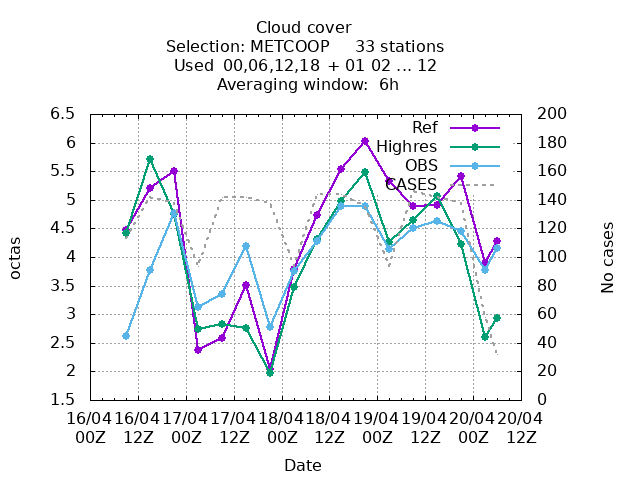 Cloud cover
Selection: METCOOP 33 stations
Used 00,06,12,18 + 01 02 ... 12
Averaging window: 6h
6.5
6
5.5
5
4.5
4
3.5
3
2.5
2
1.5
octas
200
180
160
140
120
100
80
60
40
20
0
No cases
Ref
Highres
OBS
CASES
16/04 16/04 17/04 17/04 18/04 18/04 19/04 19/04 20/04 20/04
00Z 12Z 00Z 12Z 00Z 12Z 00Z 12Z 00Z 12Z
Date